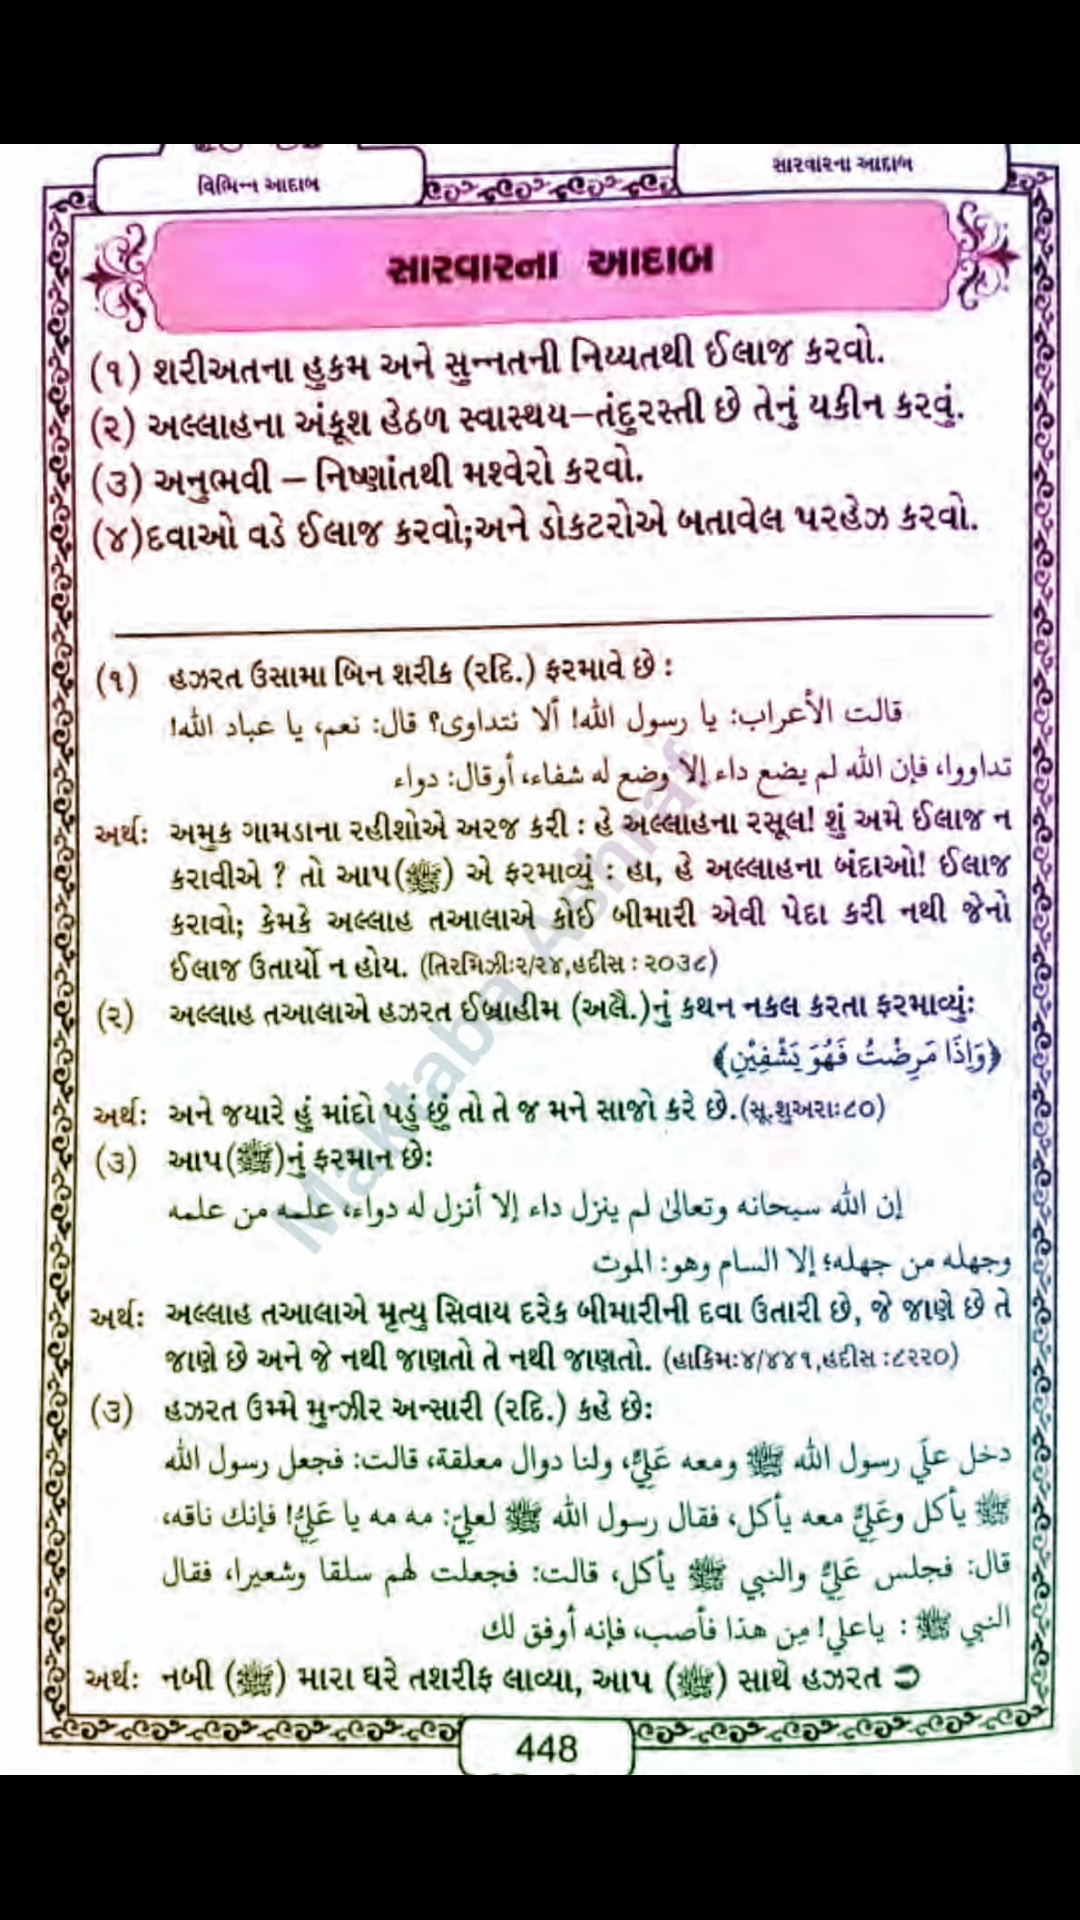 વિભિન્ન આદાબ
સારવારના આદાબ
સારવારના આદાબ
(૧) શરીઅતના હુકમ અને સુન્નતની નિય્યતથી ઈલાજ કરવો.
(૨) અલ્લાહના અંકૂશ હેઠળ સ્વાસ્થય–તંદુરસ્તી છે તેનું યકીન કરવું.
(૩) અનુભવી – નિષ્ણાંતથી મશ્વેરો કરવો.
(૪)દવાઓ વડે ઈલાજ કરવો;અને ડોકટરોએ બતાવેલ પરહેઝ કરવો.
(૧) હઝરત ઉસામા બિન શરીક (રદિ.) ફરમાવે છે :
قالت الأعراب: يا رسول الله! ألا نتداوى؟ قال: نعم، يا عباد الله!
تداووا، فإن الله لم يضع داء إلا وضع له شفاء، أوقال: دواء
અર્થ: અમુક ગામડાના રહીશોએ અરજ કરી : હે અલ્લાહના રસૂલ! શું અમે ઈલાજ ન
કરાવીએ ? તો આપ(ﷺ) એ ફરમાવ્યું : હા, હે અલ્લાહના બંદાઓ! ઈલાજ
કરાવો; કેમકે અલ્લાહ તઆલાએ કોઈ બીમારી એવી પેદા કરી નથી જેનો
ઈલાજ ઉતાર્યો ન હોય. (તિરમિઝી:૨/૨૪,હદીસ : ૨૦૩૮)
(૨) અલ્લાહ તઆલાએ હઝરત ઈબ્રાહીમ (અલૈ.)નું કથન નકલ કરતા ફરમાવ્યું:
﴿وَإِذَا مَرِضْتُ فَهُوَ يَشْفِيْنِ﴾
અર્થ: અને જયારે હું માંદો પડું છું તો તે જ મને સાજો કરે છે.(સૂ.શુઅરા:૮૦)
(૩) આપ(ﷺ)નું ફરમાન છે:
إن الله سبحانه وتعالىٰ لم ينزل داء إلا أنزل له دواء، علمه من علمه
وجهله من جهله؛ إلا السام وهو: الموت
અર્થ: અલ્લાહ તઆલાએ મૃત્યુ સિવાય દરેક બીમારીની દવા ઉતારી છે, જે જાણે છે તે
જાણે છે અને જે નથી જાણતો તે નથી જાણતો. (હાકિમ:૪/૪૪૧,હદીસ :૮૨૨૦)
(૩) હઝરત ઉમ્મે મુન્ઝીર અન્સારી (રદિ.) કહે છે:
دخل علَي رسول الله ﷺ ومعه عَلِيٌّ، ولنا دوال معلقة، قالت: فجعل رسول الله
ﷺ يأكل وعَلِيٌّ معه يأكل، فقال رسول الله ﷺ لعليّ: مه مه يا عَلِيُّ! فإنك ناقه،
قال: فجلس عَلِيٌّ والنبي ﷺ يأكل، قالت: فجعلت لهم سلقا وشعيرا، فقال
النبي ﷺ : ياعلي! مِن هذا فأصب، فإنه أوفق لك
અર્થ: નબી (ﷺ) મારા ઘરે તશરીફ લાવ્યા, આપ (ﷺ) સાથે હઝરત ➲
448
Maktaba Ashraf